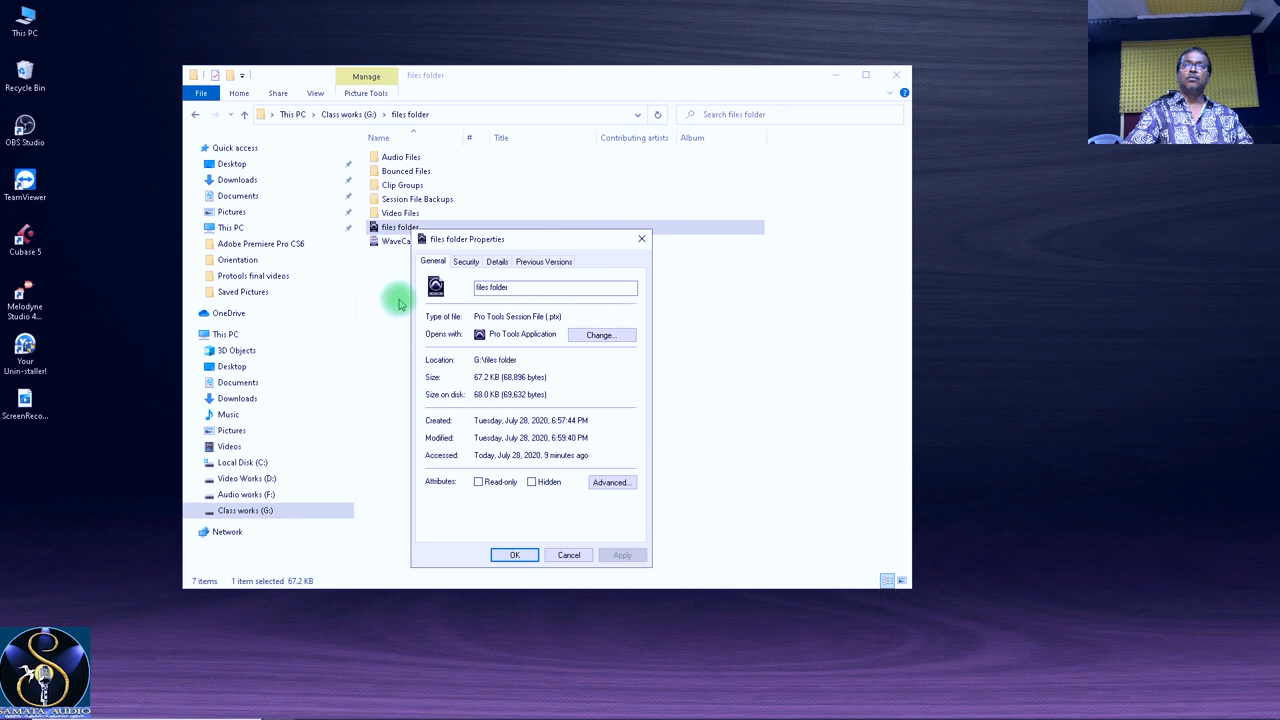 This PC
Recycle Bin
OBS Studio
TeamViewer
Cubase 5
Melodyne
Studio 4...
Your
Unin-staller!
ScreenReco...
Manage
files folder
File
Home
Share
View
Picture Tools
This PC > Class works (G:) > files folder
Search files folder
Name
#
Title
Contributing artists
Album
Quick access
Desktop
Downloads
Documents
Pictures
This PC
Adobe Premiere Pro CS6
Orientation
Protools final videos
Saved Pictures
OneDrive
This PC
3D Objects
Desktop
Documents
Downloads
Music
Pictures
Videos
Local Disk (C:)
Video Works (D:)
Audio works (F:)
Class works (G:)
Network
Audio Files
Bounced Files
Clip Groups
Session File Backups
Video Files
files folder
WaveCa
files folder Properties
General
Security
Details
Previous Versions
files folder
Type of file: Pro Tools Session File (.ptx)
Opens with: Pro Tools Application
Change...
Location: G:\files folder
Size: 67.2 KB (68,896 bytes)
Size on disk: 68.0 KB (69,632 bytes)
Created: Tuesday, July 28, 2020, 6:57:44 PM
Modified: Tuesday, July 28, 2020, 6:59:40 PM
Accessed: Today, July 28, 2020, 9 minutes ago
Attributes: Read-only Hidden
Advanced...
OK
Cancel
Apply
7 items
1 item selected 67.2 KB
SAMATA AUDIO